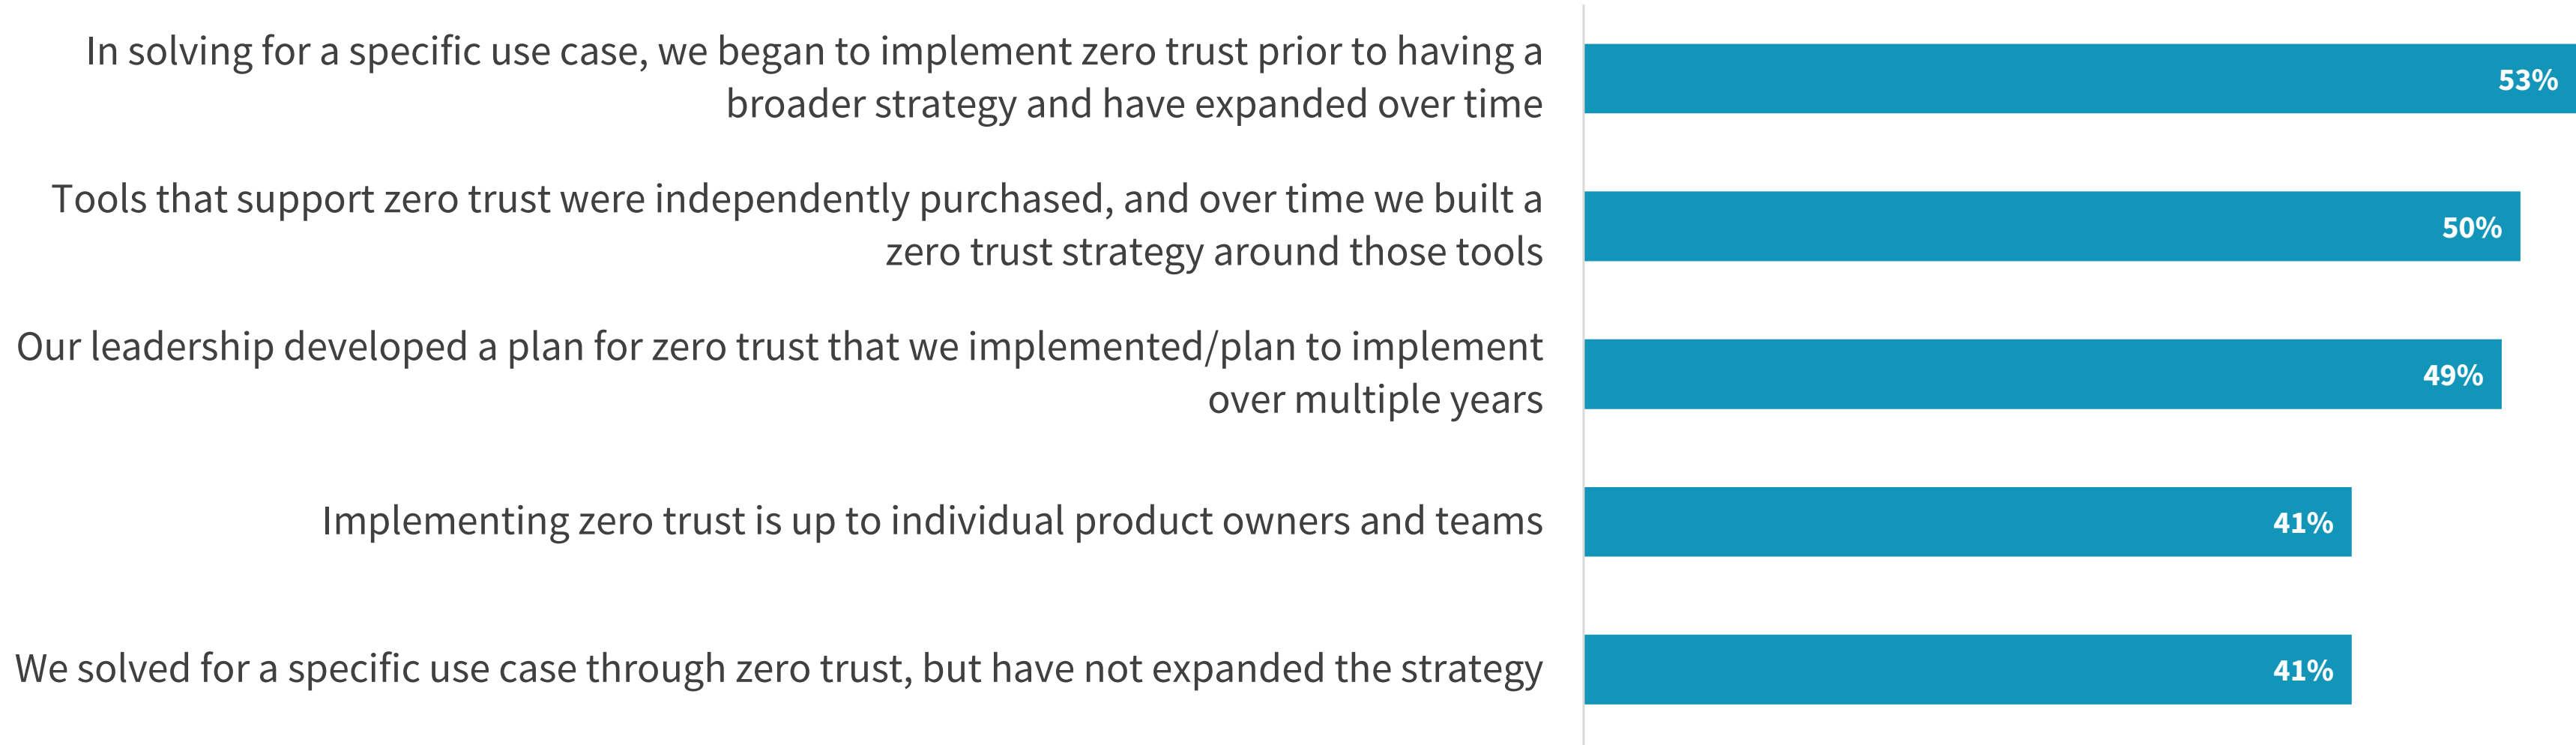 In solving for a specific use case, we began to implement zero trust prior to having a
broader strategy and have expanded over time
53%
Tools that support zero trust were independently purchased, and over time we built a
zero trust strategy around those tools
50%
Our leadership developed a plan for zero trust that we implemented/plan to implement
over multiple years
49%
Implementing zero trust is up to individual product owners and teams
41%
We solved for a specific use case through zero trust, but have not expanded the strategy
41%